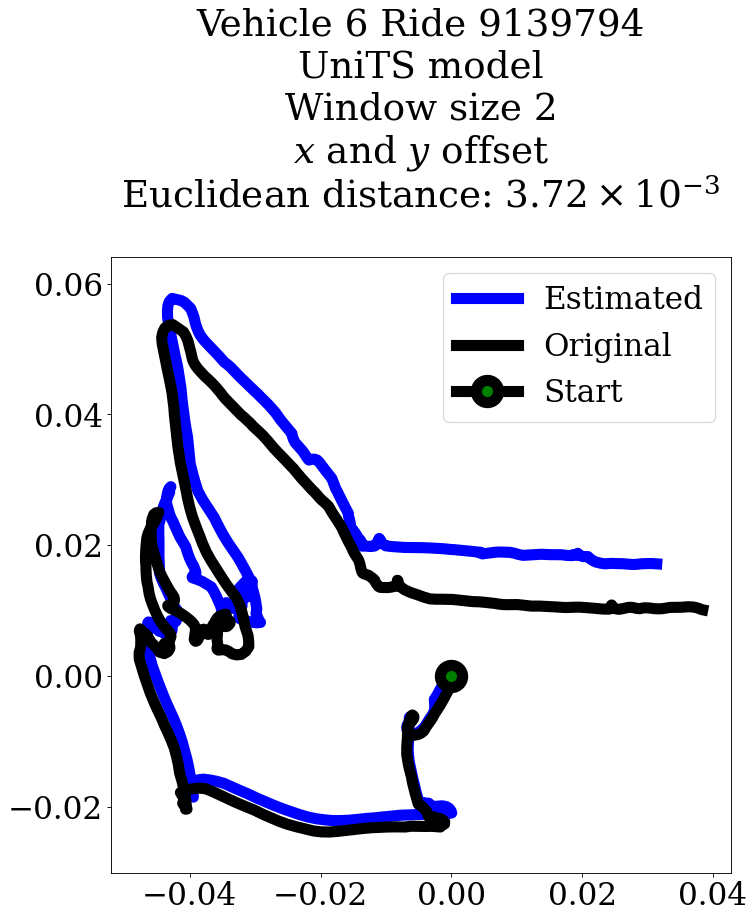 Vehicle 6 Ride 9139794
UniTS model
Window size 2
x and y offset
Euclidean distance: 3.72 × 10⁻³
Estimated
Original
Start
0.06
0.04
0.02
0.00
−0.02
−0.04 −0.02 0.00 0.02 0.04